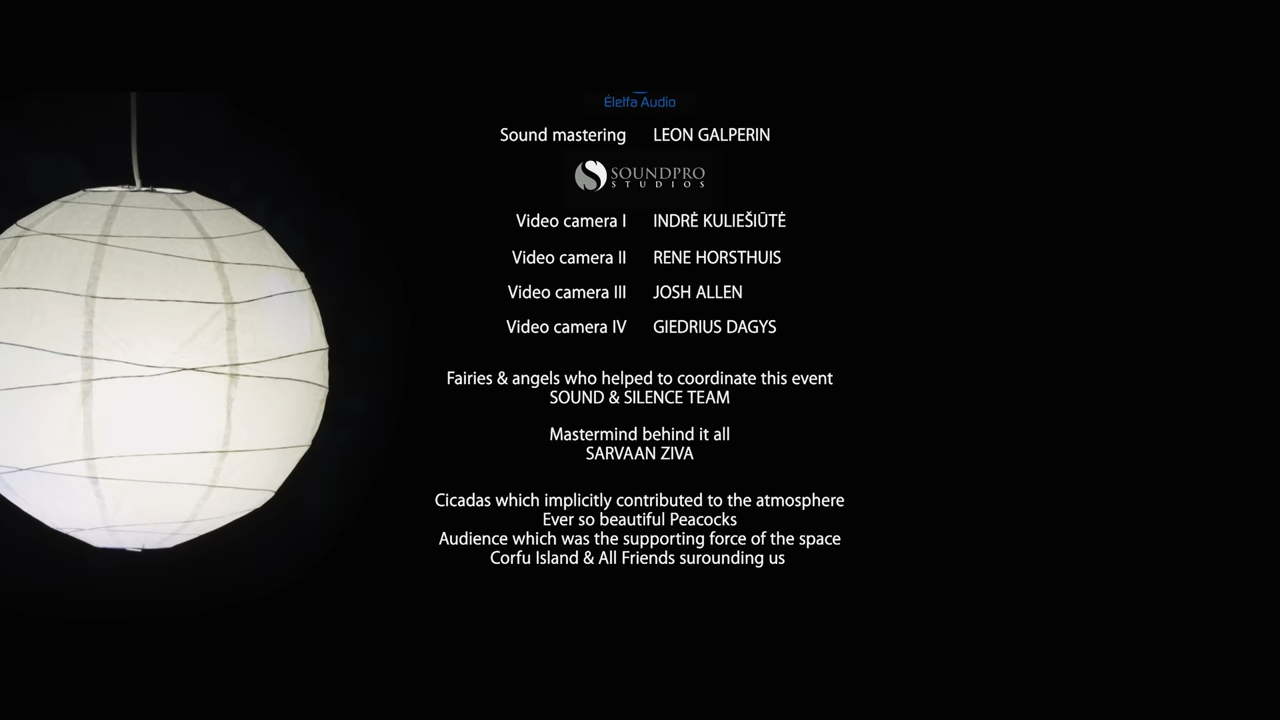 Életfa Audio
Sound mastering LEON GALPERIN
SOUNDPRO
STUDIOS
Video camera I INDRĖ KULIEŠIŪTĖ
Video camera II RENE HORSTHUIS
Video camera III JOSH ALLEN
Video camera IV GIEDRIUS DAGYS
Fairies & angels who helped to coordinate this event
SOUND & SILENCE TEAM
Mastermind behind it all
SARVAAN ZIVA
Cicadas which implicitly contributed to the atmosphere
Ever so beautiful Peacocks
Audience which was the supporting force of the space
Corfu Island & All Friends surounding us